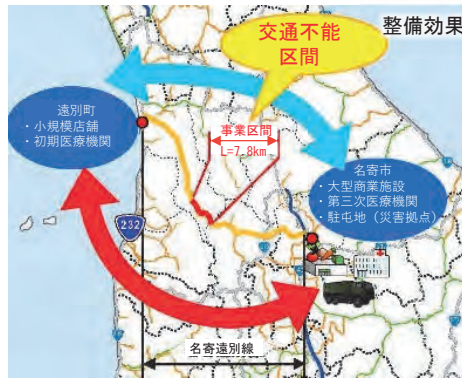 整備効果
交通不能
区間
遠別町
・小規模店舗
・初期医療機関
事業区間
L=7.8km
名寄市
・大型商業施設
・第三次医療機関
・駐屯地（災害拠点）
232
名寄遠別線